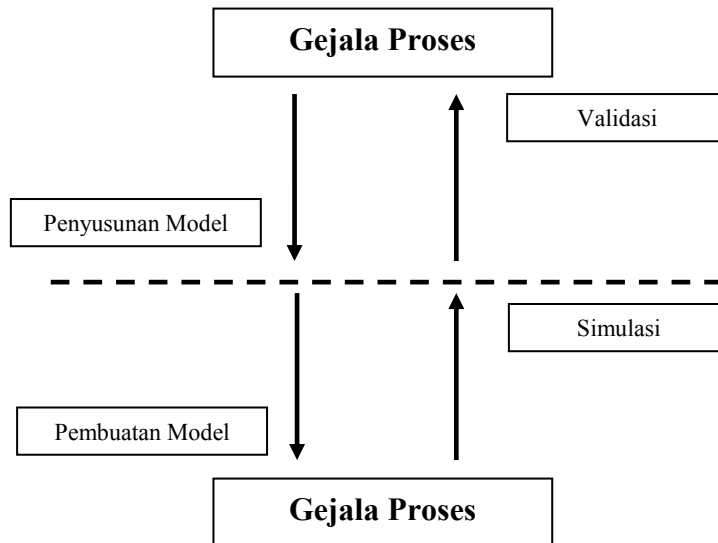 Gejala Proses
Validasi
Penyusunan Model
Simulasi
Pembuatan Model
Gejala Proses